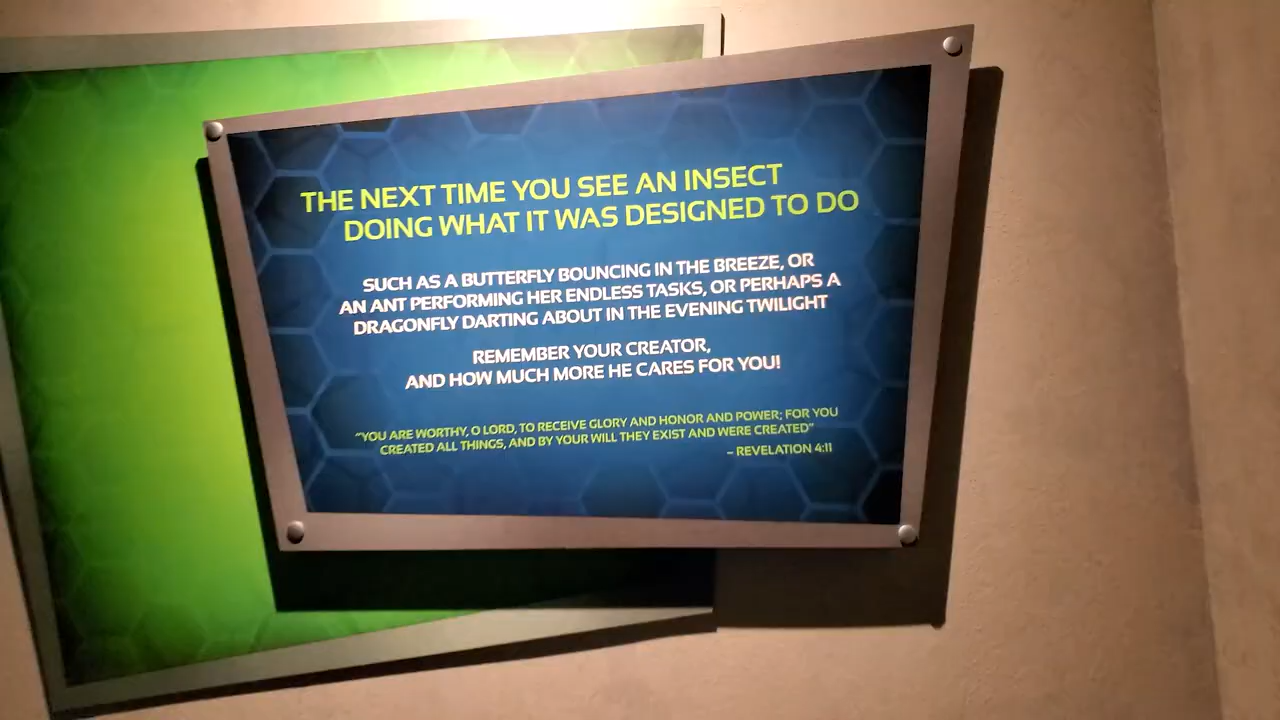 THE NEXT TIME YOU SEE AN INSECT
DOING WHAT IT WAS DESIGNED TO DO
SUCH AS A BUTTERFLY BOUNCING IN THE BREEZE, OR
AN ANT PERFORMING HER ENDLESS TASKS, OR PERHAPS A
DRAGONFLY DARTING ABOUT IN THE EVENING TWILIGHT
REMEMBER YOUR CREATOR,
AND HOW MUCH MORE HE CARES FOR YOU!
"YOU ARE WORTHY, O LORD, TO RECEIVE GLORY AND HONOR AND POWER; FOR YOU
CREATED ALL THINGS, AND BY YOUR WILL THEY EXIST AND WERE CREATED"
– REVELATION 4:11